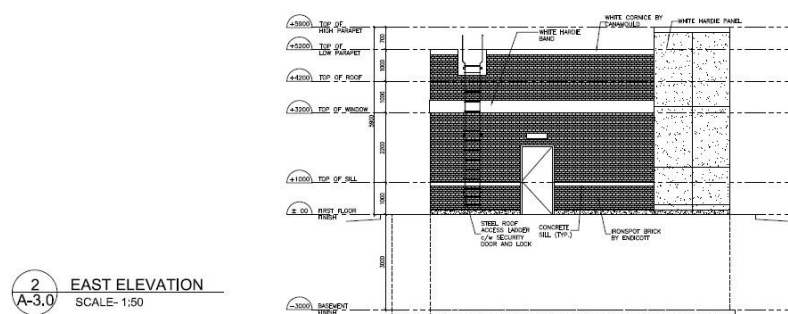 +5900 TOP OF
HIGH PARAPET
+5200 TOP OF
LOW PARAPET
+4200 TOP OF ROOF
+3200 TOP OF WINDOW
+1000 TOP OF SILL
± 00 FIRST FLOOR
FINISH
-3000 BASEMENT
FINISH
700
1000
1000
2200
1000
5900
3000
WHITE HARDIE
BAND
WHITE CORNICE BY
CANAMOULD
WHITE HARDIE PANEL
STEEL ROOF
ACCESS LADDER
c/w SECURITY
DOOR AND LOCK
CONCRETE
SILL (TYP.)
IRONSPOT BRICK
BY ENDICOTT
2
A-3.0
EAST ELEVATION
SCALE- 1:50